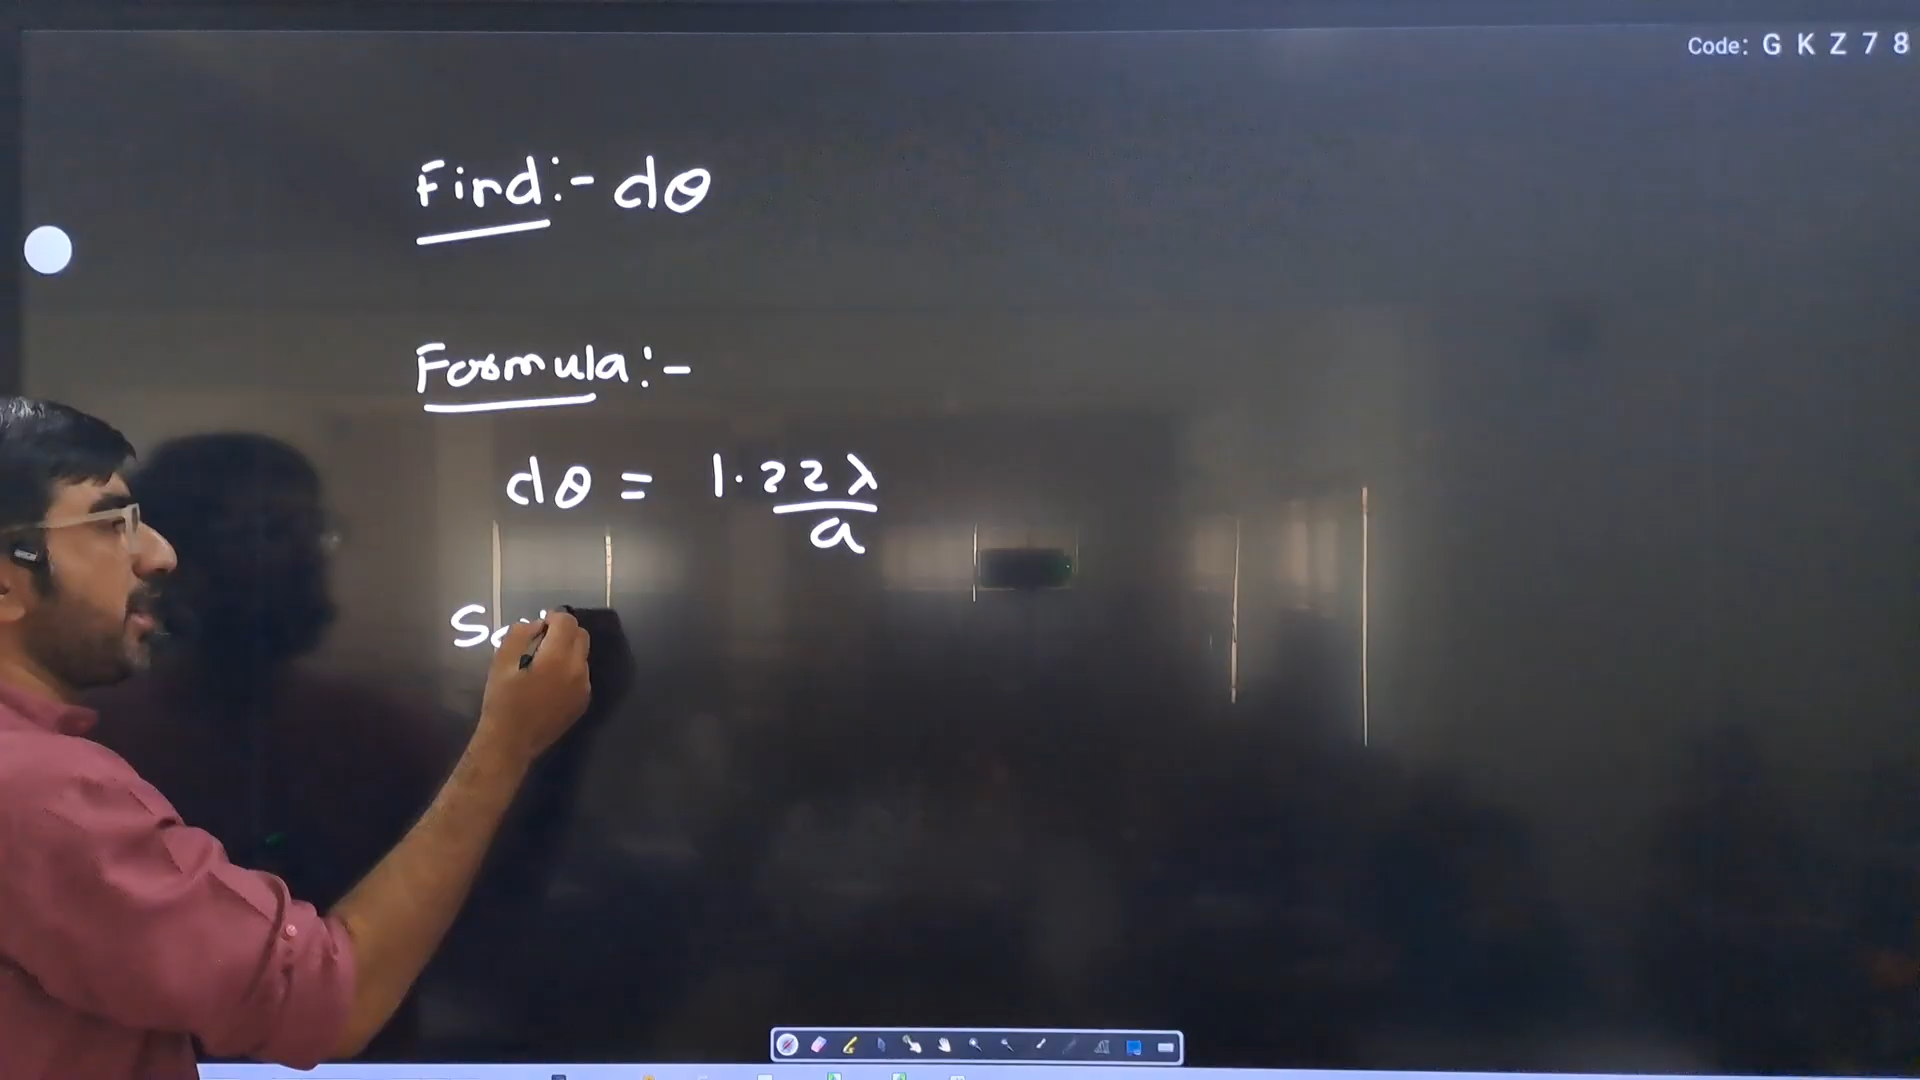 Code: G K Z 7 8
Find:- dθ
Formula:-
dθ = 1.22λ
a